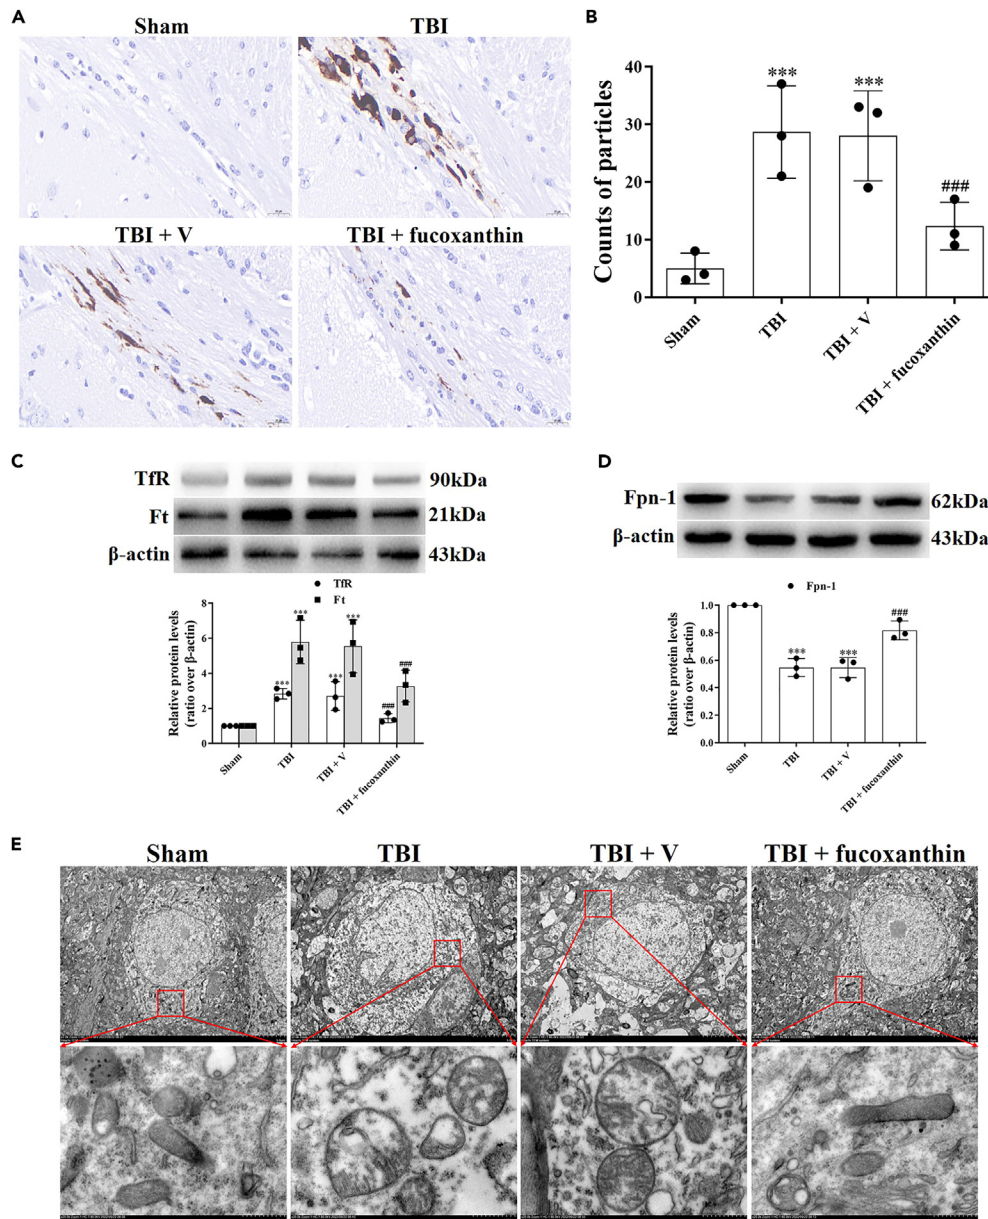 A
Sham
TBI
TBI + V
TBI + fucoxanthin
B
Counts of particles
40
30
20
10
0
***
***
###
Sham
TBI
TBI + V
TBI + fucoxanthin
C
TfR
90kDa
Ft
21kDa
β-actin
43kDa
TfR
Ft
Relative protein levels
(ratio over β-actin)
8
6
4
2
0
***
***
***
***
###
###
Sham
TBI
TBI + V
TBI + fucoxanthin
D
Fpn-1
62kDa
β-actin
43kDa
Fpn-1
Relative protein levels
(ratio over β-actin)
1.0
0.8
0.6
0.4
0.2
0.0
***
***
###
Sham
TBI
TBI + V
TBI + fucoxanthin
E
Sham
TBI
TBI + V
TBI + fucoxanthin